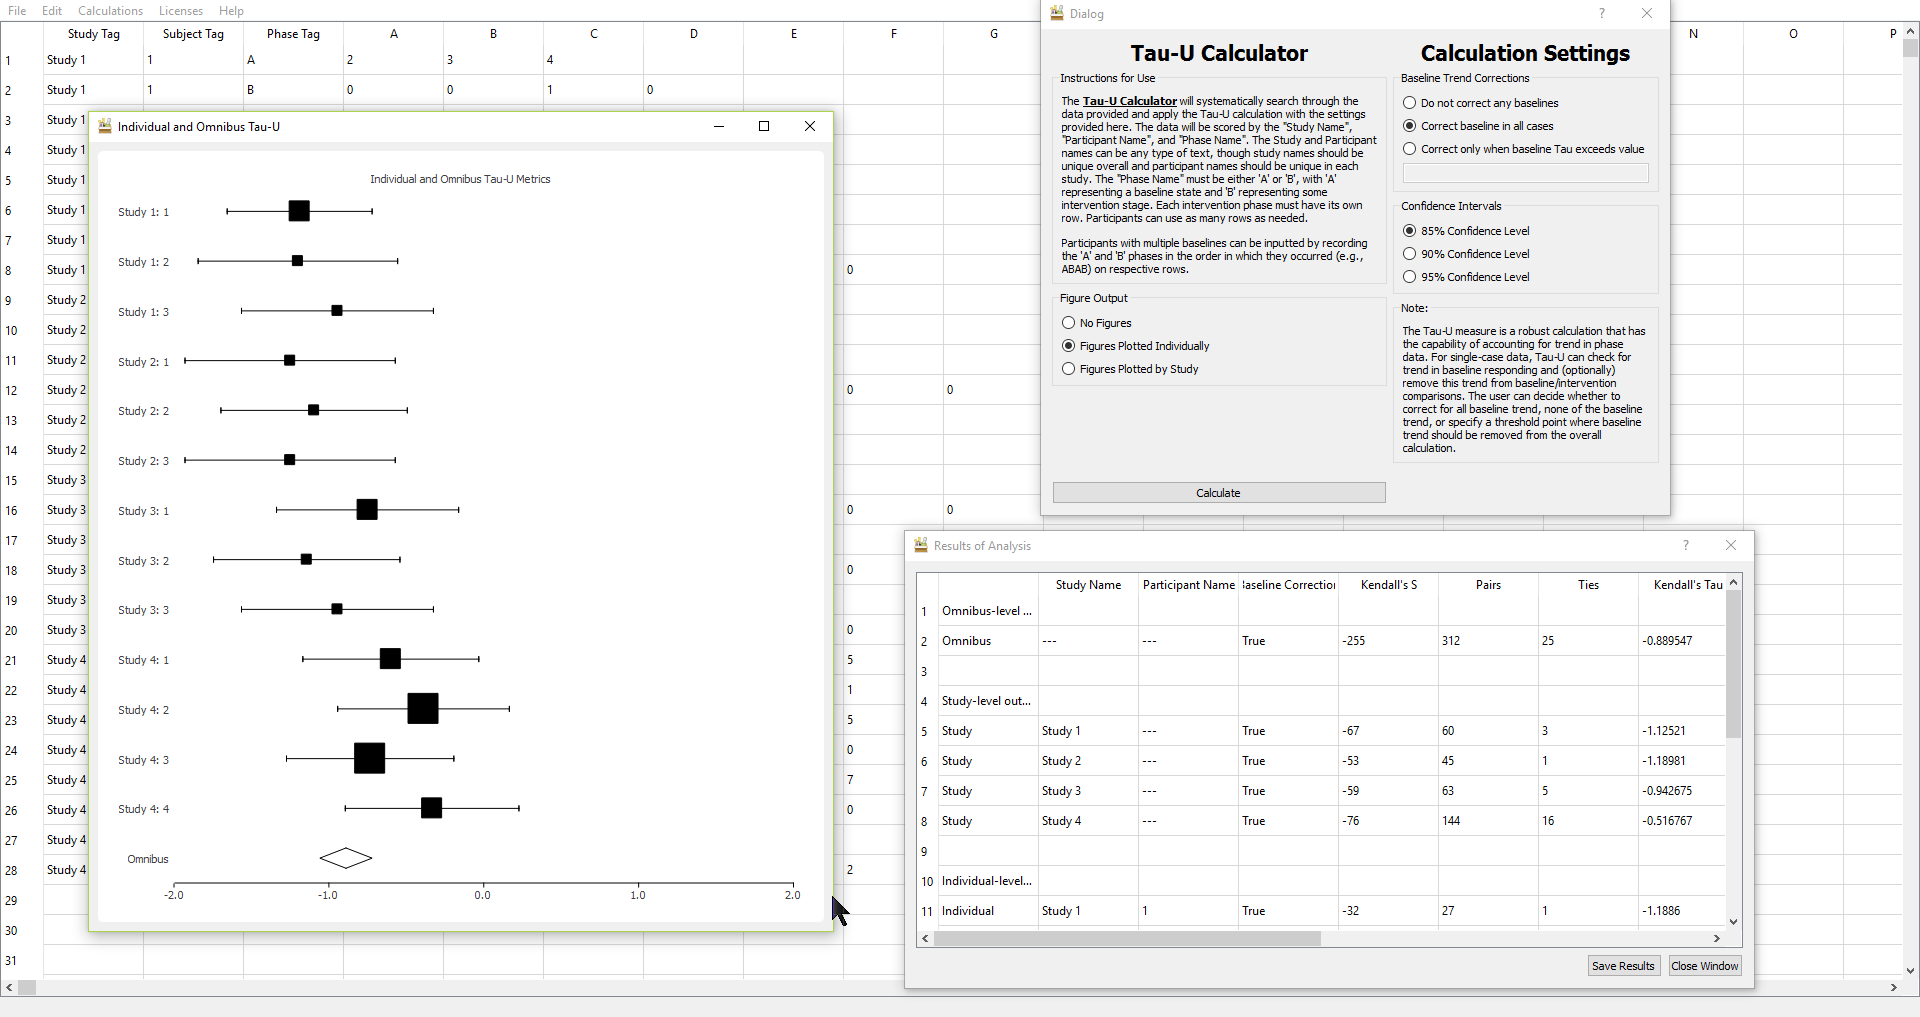 File Edit Calculations Licenses Help
Study Tag Subject Tag Phase Tag A B C D E F G N O P
1 Study 1 1 A 2 3 4
2 Study 1 1 B 0 0 1 0
3 Study 1
4 Study 1
5 Study 1
6 Study 1
7 Study 1
8 Study 1 0
9 Study 2
10 Study 2
11 Study 2
12 Study 2 0 0
13 Study 2
14 Study 2
15 Study 3
16 Study 3 0 0
17 Study 3
18 Study 3 0
19 Study 3
20 Study 3 0
21 Study 4 5
22 Study 4 1
23 Study 4 5
24 Study 4 0
25 Study 4 7
26 Study 4 0
27 Study 4
28 Study 4 2
29
30
31
Individual and Omnibus Tau-U
Individual and Omnibus Tau-U Metrics
Study 1: 1
Study 1: 2
Study 1: 3
Study 2: 1
Study 2: 2
Study 2: 3
Study 3: 1
Study 3: 2
Study 3: 3
Study 4: 1
Study 4: 2
Study 4: 3
Study 4: 4
Omnibus
-2.0 -1.0 0.0 1.0 2.0
Dialog ?
Tau-U Calculator
Instructions for Use
The Tau-U Calculator will systematically search through the
data provided and apply the Tau-U calculation with the settings
provided here. The data will be scored by the "Study Name",
"Participant Name", and "Phase Name". The Study and Participant
names can be any type of text, though study names should be
unique overall and participant names should be unique in each
study. The "Phase Name" must be either 'A' or 'B', with 'A'
representing a baseline state and 'B' representing some
intervention stage. Each intervention phase must have its own
row. Participants can use as many rows as needed.
Participants with multiple baselines can be inputted by recording
the 'A' and 'B' phases in the order in which they occurred (e.g.,
ABAB) on respective rows.
Figure Output
No Figures
Figures Plotted Individually
Figures Plotted by Study
Calculate
Calculation Settings
Baseline Trend Corrections
Do not correct any baselines
Correct baseline in all cases
Correct only when baseline Tau exceeds value
Confidence Intervals
85% Confidence Level
90% Confidence Level
95% Confidence Level
Note:
The Tau-U measure is a robust calculation that has
the capability of accounting for trend in phase
data. For single-case data, Tau-U can check for
trend in baseline responding and (optionally)
remove this trend from baseline/intervention
comparisons. The user can decide whether to
correct for all baseline trend, none of the baseline
trend, or specify a threshold point where baseline
trend should be removed from the overall
calculation.
Results of Analysis ?
Study Name Participant Name Baseline Correction Kendall's S Pairs Ties Kendall's Tau
1 Omnibus-level ...
2 Omnibus --- --- True -255 312 25 -0.889547
3
4 Study-level out...
5 Study Study 1 --- True -67 60 3 -1.12521
6 Study Study 2 --- True -53 45 1 -1.18981
7 Study Study 3 --- True -59 63 5 -0.942675
8 Study Study 4 --- True -76 144 16 -0.516767
9
10 Individual-level...
11 Individual Study 1 1 True -32 27 1 -1.1886
Save Results Close Window